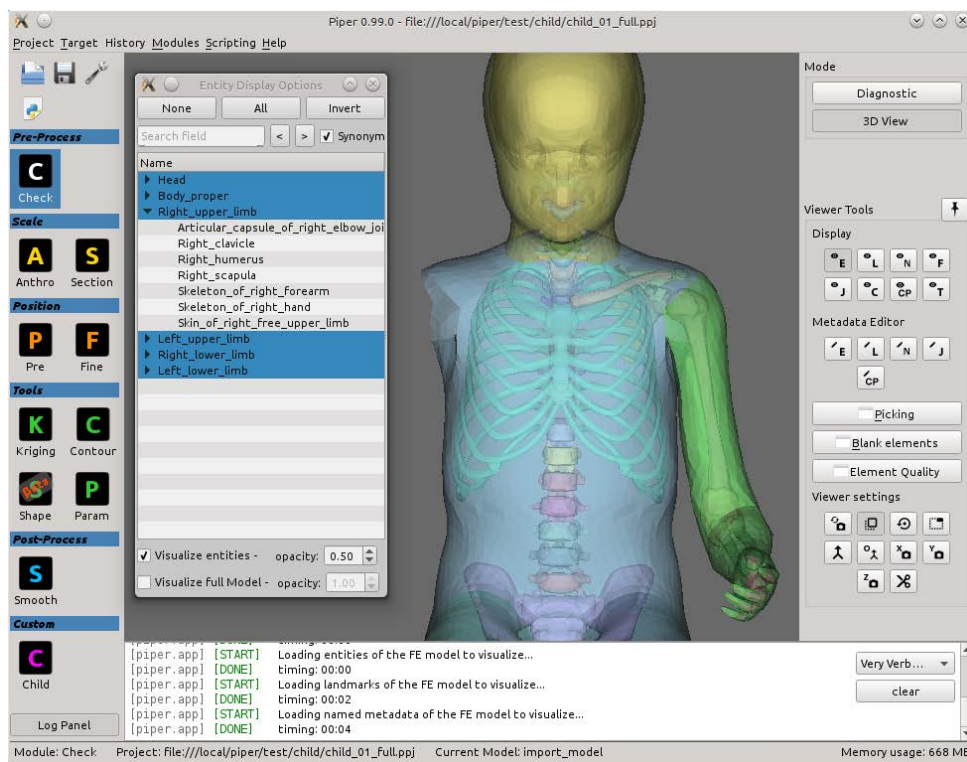 Piper 0.99.0 - file:///local/piper/test/child/child_01_full.ppj
Project Target History Modules Scripting Help
Pre-Process
C
Check
Scale
A S
Anthro Section
Position
P F
Pre Fine
Tools
K C
Kriging Contour
P
Shape Param
Post-Process
S
Smooth
Custom
C
Child
Log Panel
Entity Display Options
None All Invert
Search field < > Synonym
Name
Head
Body_proper
Right_upper_limb
Articular_capsule_of_right_elbow_joi
Right_clavicle
Right_humerus
Right_scapula
Skeleton_of_right_forearm
Skeleton_of_right_hand
Skin_of_right_free_upper_limb
Left_upper_limb
Right_lower_limb
Left_lower_limb
Visualize entities - opacity: 0.50
Visualize full Model - opacity: 1.00
Mode
Diagnostic
3D View
Viewer Tools
Display
E L N F
J C CP T
Metadata Editor
E L N J
CP
Picking
Blank elements
Element Quality
Viewer settings
X Y
Z
[piper.app] [START] Loading entities of the FE model to visualize...
[piper.app] [DONE] timing: 00:00
[piper.app] [START] Loading landmarks of the FE model to visualize...
[piper.app] [DONE] timing: 00:02
[piper.app] [START] Loading named metadata of the FE model to visualize...
[piper.app] [DONE] timing: 00:04
Very Verb...
clear
Module: Check Project: file:///local/piper/test/child/child_01_full.ppj Current Model: import_model Memory usage: 668 MB